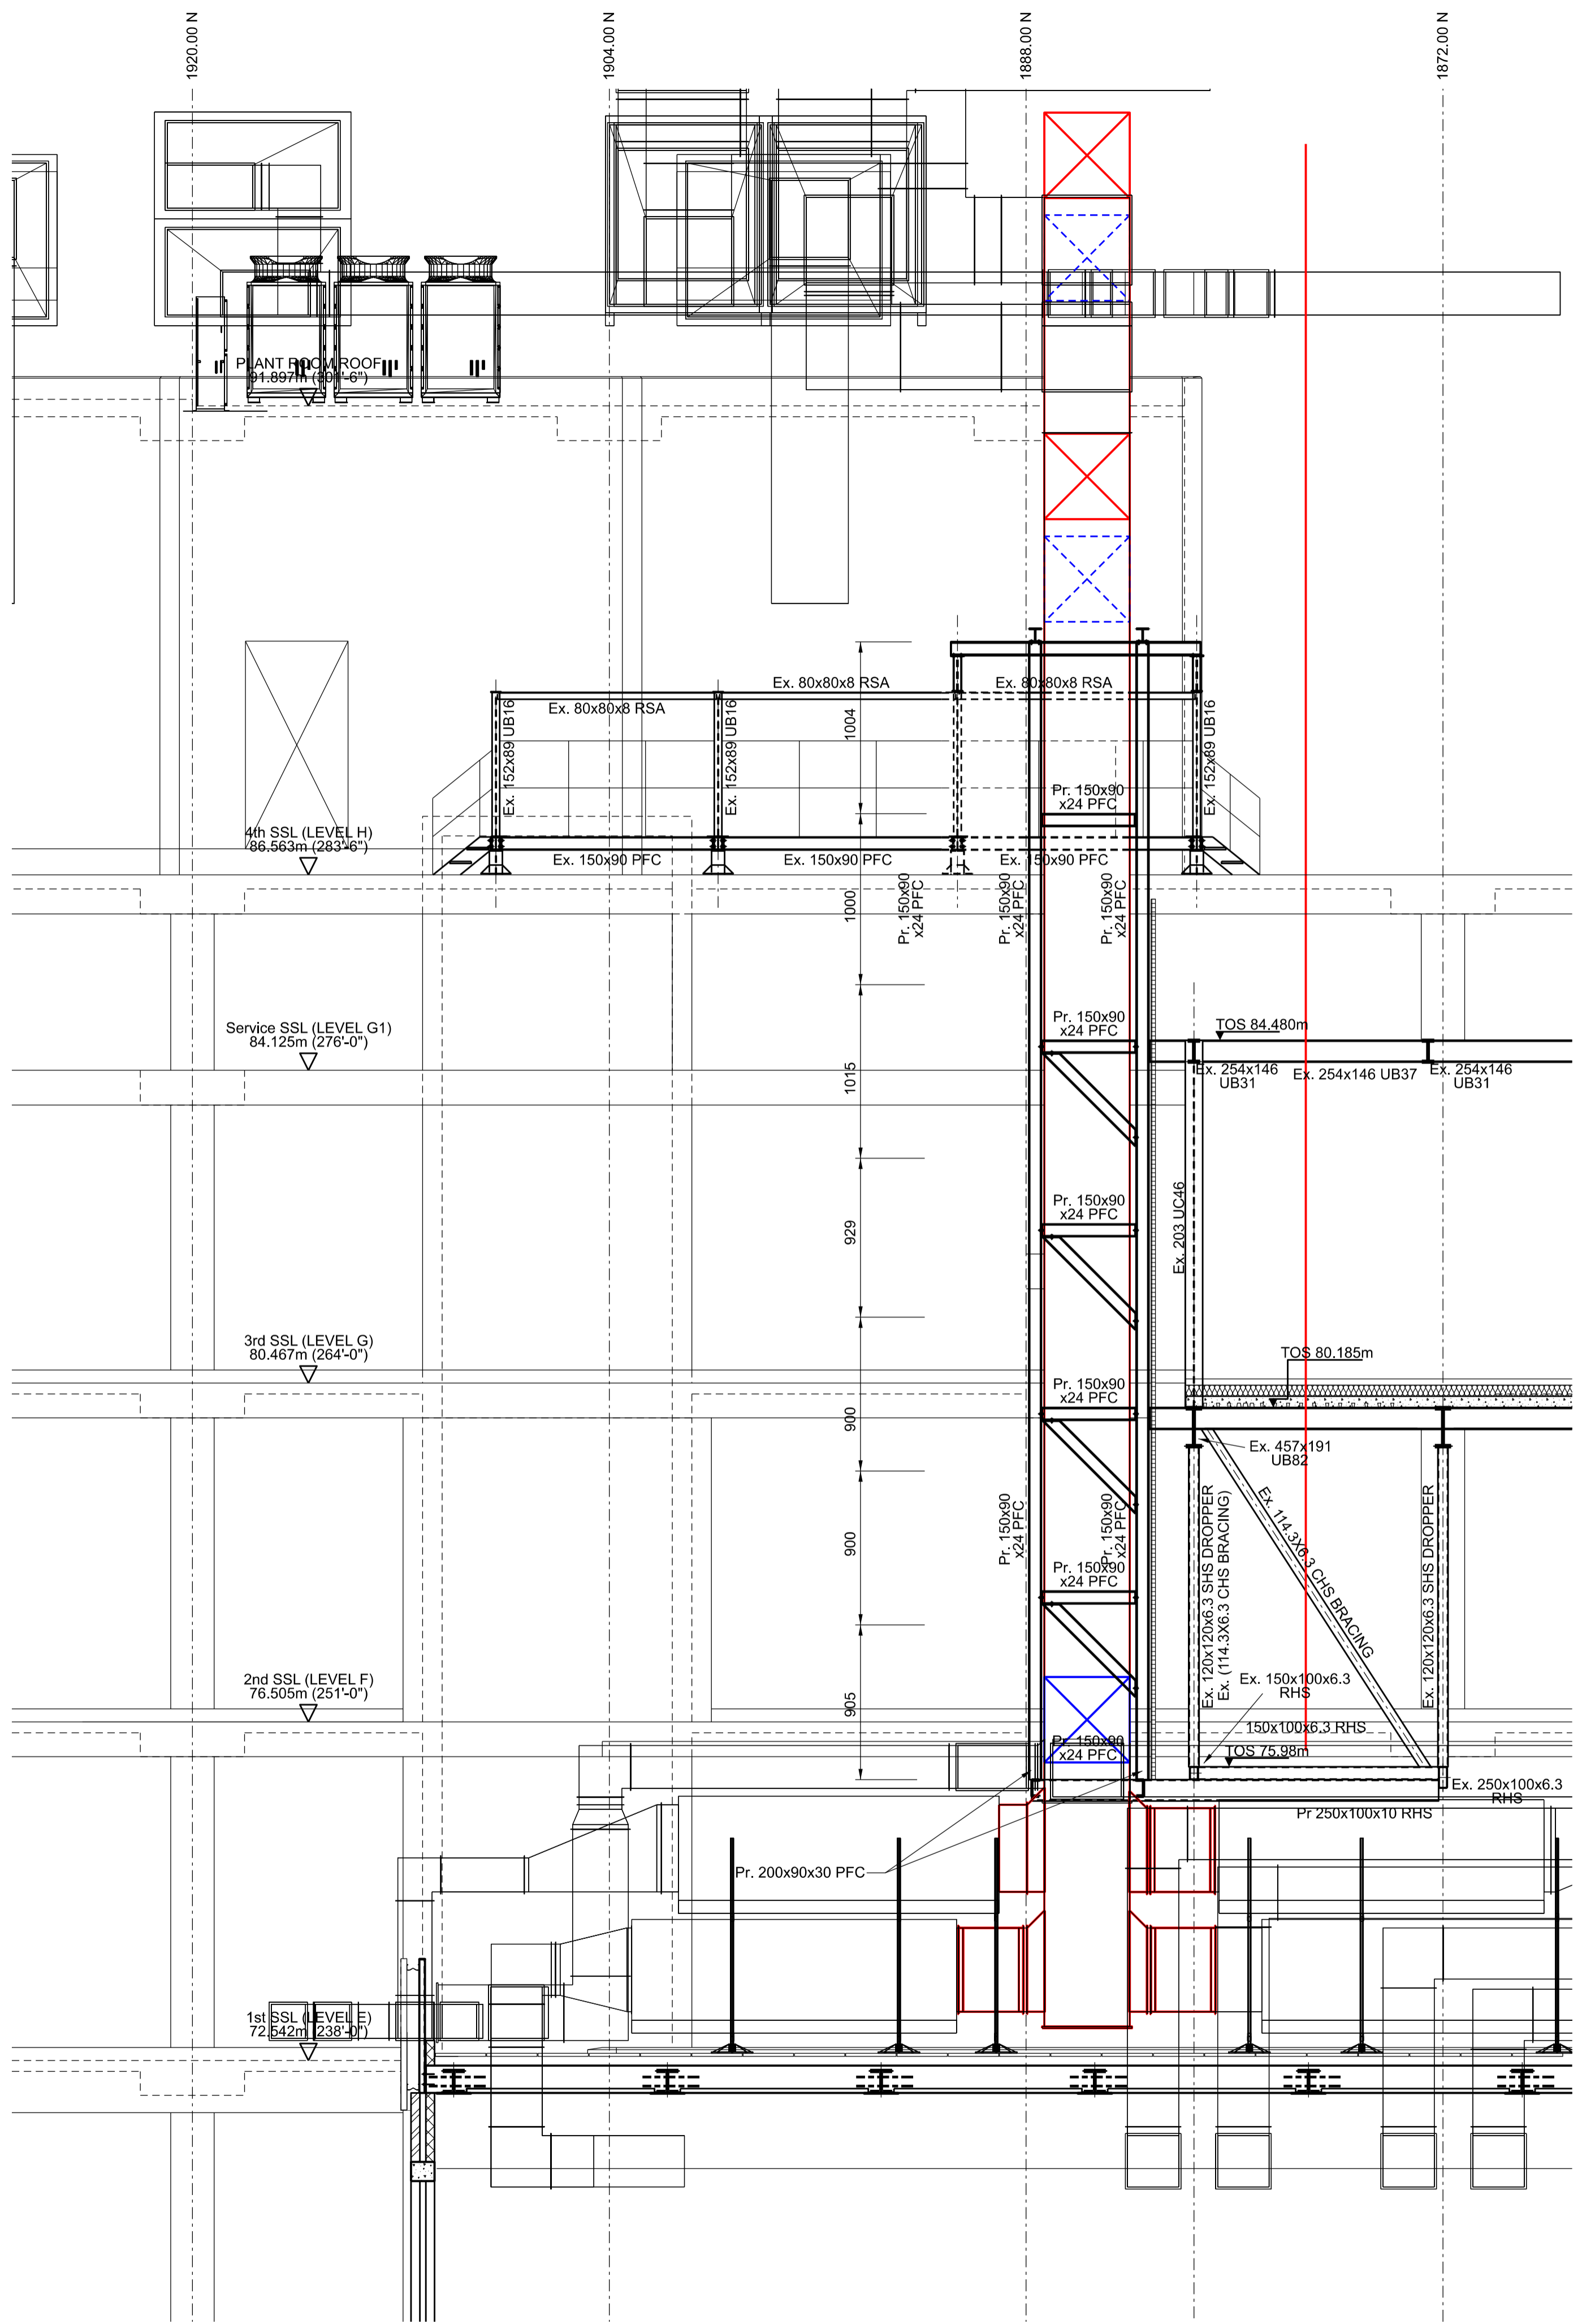 1920.00 N
1904.00 N
1888.00 N
1872.00 N
PLANT ROOM ROOF
91.897m (301'-6")
Ex. 80x80x8 RSA
Ex. 80x80x8 RSA
Ex. 80x80x8 RSA
Ex. 152x89 UB16
Ex. 152x89 UB16
Ex. 152x89 UB16
1004
Pr. 150x90
x24 PFC
4th SSL (LEVEL H)
86.563m (283'-6")
Ex. 150x90 PFC
Ex. 150x90 PFC
Ex. 150x90 PFC
1000
Pr. 150x90
x24 PFC
Pr. 150x90
x24 PFC
Pr. 150x90
x24 PFC
Service SSL (LEVEL G1)
84.125m (276'-0")
Pr. 150x90
x24 PFC
TOS 84.480m
Ex. 254x146
UB31
Ex. 254x146 UB37
Ex. 254x146
UB31
1015
Pr. 150x90
x24 PFC
Ex. 203 UC46
929
3rd SSL (LEVEL G)
80.467m (264'-0")
TOS 80.185m
Pr. 150x90
x24 PFC
900
Ex. 457x191
UB82
Pr. 150x90
x24 PFC
Pr. 150x90
x24 PFC
Ex. 120x120x6.3 SHS DROPPER
Ex. (114.3X6.3 CHS BRACING)
Ex. 114.3X6.3 CHS BRACING
Ex. 120x120x6.3 SHS DROPPER
900
Pr. 150x90
x24 PFC
2nd SSL (LEVEL F)
76.505m (251'-0")
905
Ex. 150x100x6.3
RHS
150x100x6.3 RHS
Pr. 150x90
x24 PFC
TOS 75.98m
Ex. 250x100x6.3
RHS
Pr 250x100x10 RHS
Pr. 200x90x30 PFC
1st SSL (LEVEL E)
72.542m (238'-0")